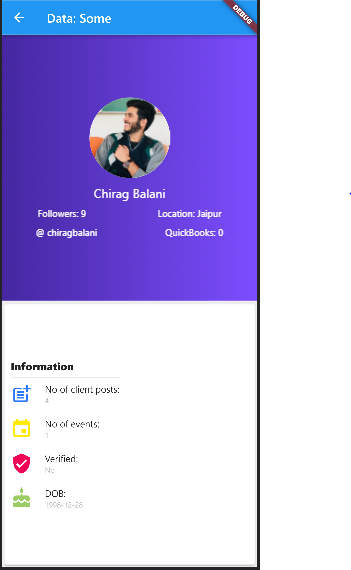 Data: Some
DEBUG
Chirag Balani
Followers: 9 Location: Jaipur
@ chiragbalani QuickBooks: 0
Information
No of client posts:
4
No of events:
1
Verified:
No
DOB:
1998-12-28